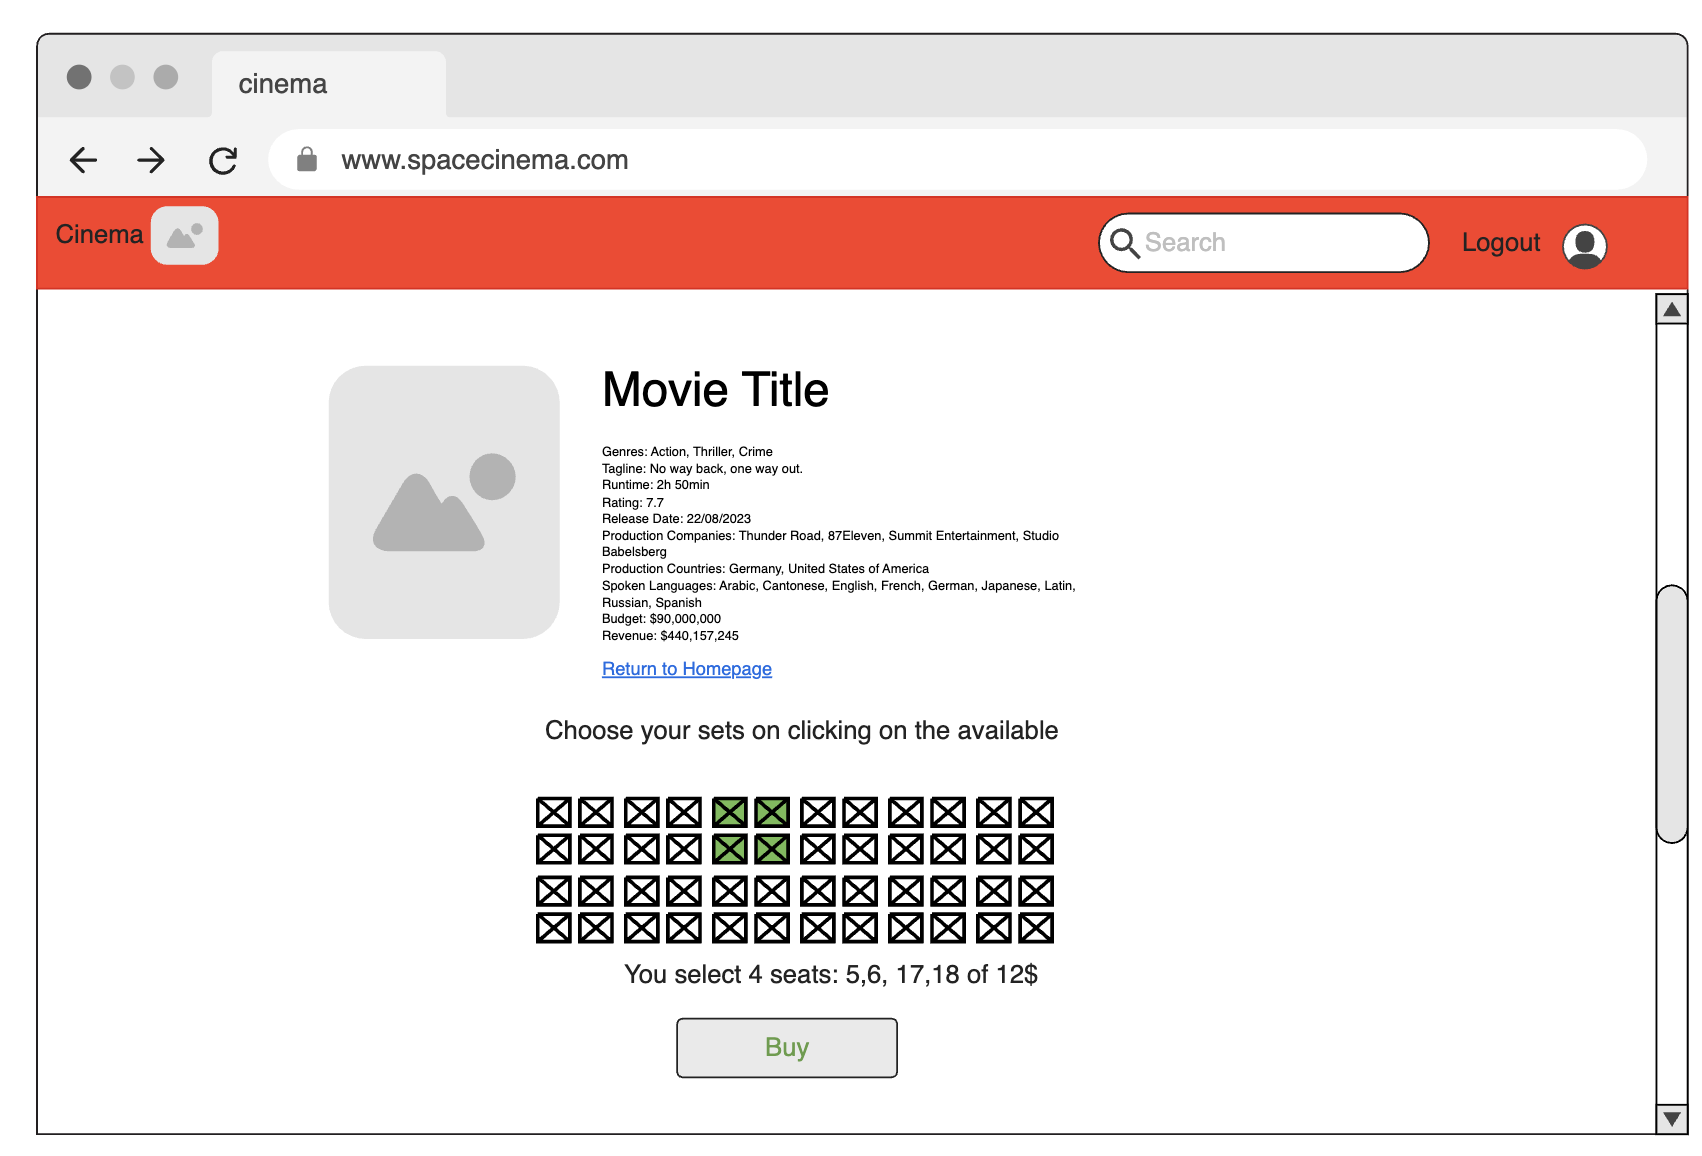 cinema
www.spacecinema.com
Cinema
Search
Logout
Movie Title
Genres: Action, Thriller, Crime
Tagline: No way back, one way out.
Runtime: 2h 50min
Rating: 7.7
Release Date: 22/08/2023
Production Companies: Thunder Road, 87Eleven, Summit Entertainment, Studio
Babelsberg
Production Countries: Germany, United States of America
Spoken Languages: Arabic, Cantonese, English, French, German, Japanese, Latin,
Russian, Spanish
Budget: $90,000,000
Revenue: $440,157,245
Return to Homepage
Choose your sets on clicking on the available
You select 4 seats: 5,6, 17,18 of 12$
Buy